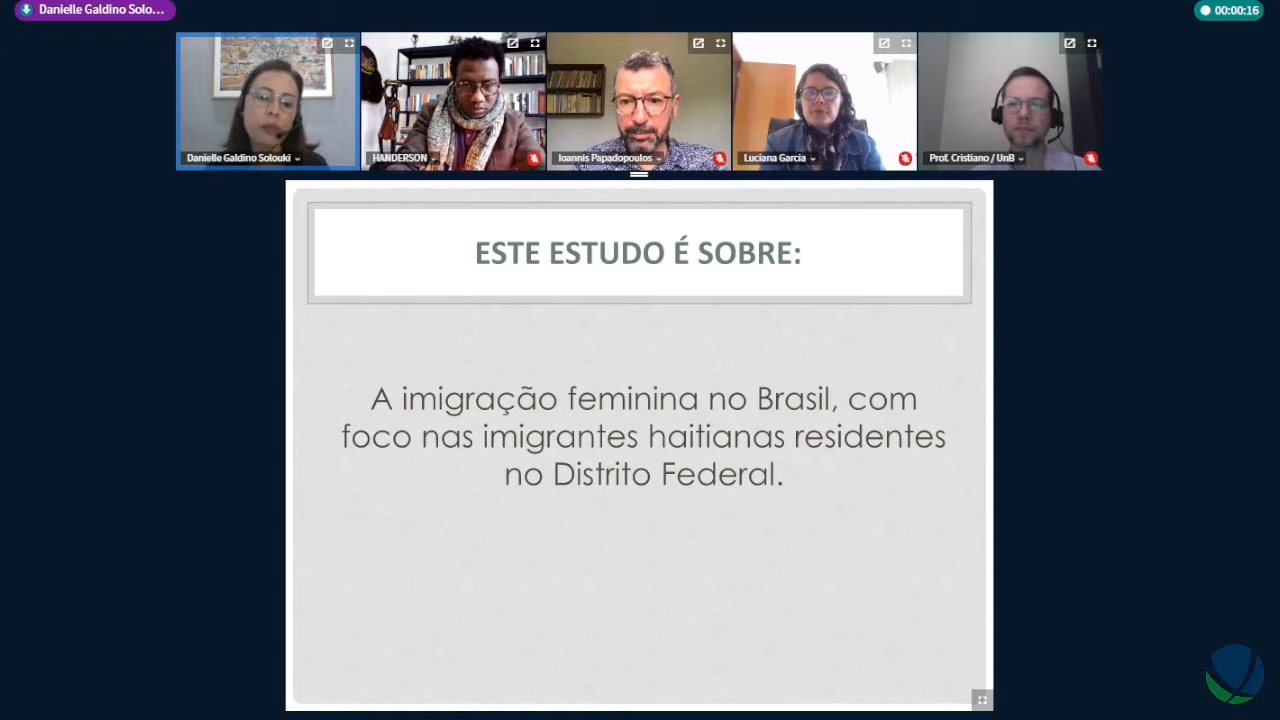 Danielle Galdino Solo...
00:00:16
Danielle Galdino Solouki
HANDERSON
Ioannis Papadopoulos
Luciana Garcia
Prof. Cristiano / UnB
ESTE ESTUDO É SOBRE:
A imigração feminina no Brasil, com
foco nas imigrantes haitianas residentes
no Distrito Federal.